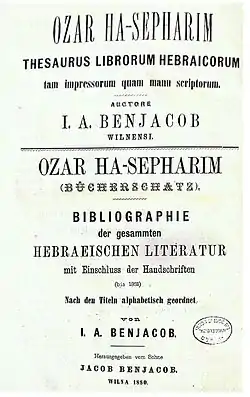 OZAR HA-SEPHARIM
THESAURUS LIBRORUM HEBRAICORUM
tam impressorum quam manu scriptorum.
AUCTORE
I. A. BENJACOB
WILNENSI.
OZAR HA-SEPHARIM
(BÜCHERSCHATZ).
BIBLIOGRAPHIE
der gesammten
HEBRAEISCHEN LITERATUR
mit Einschluss der Handschriften
(bis 1863)
Nach den Titeln alphabetisch geordnet
von
I. A. BENJACOB.
Herausgegeben vom Sohne
JACOB BENJACOB.
WILNA 1880.